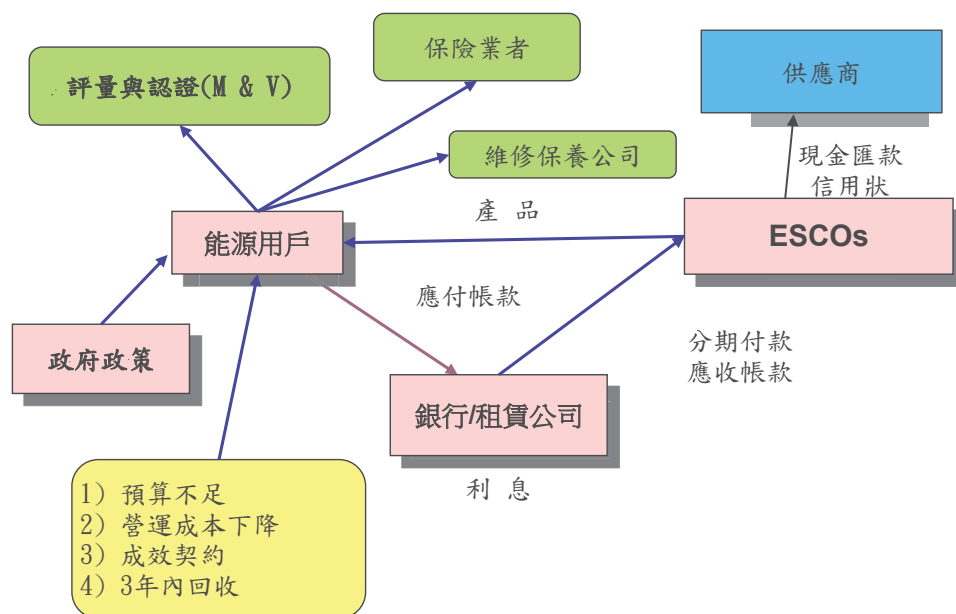 保險業者
評量與認證(M & V)
供應商
維修保養公司
現金匯款
信用狀
產 品
能源用戶
ESCOs
應付帳款
政府政策
分期付款
應收帳款
銀行/租賃公司
利 息
1) 預算不足
2) 營運成本下降
3) 成效契約
4) 3年內回收